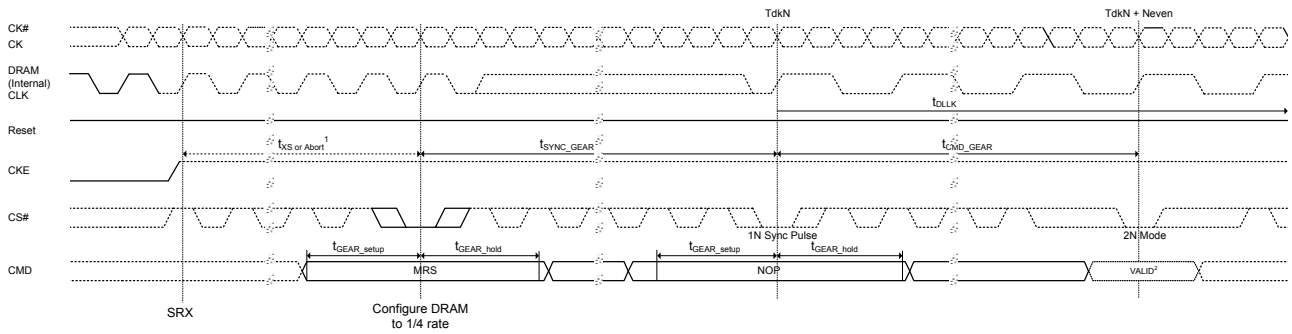 TdkN
TdkN + Neven
CK#
CK
DRAM
(Internal)
CLK
tDLLK
Reset
tXS or Abort1
tSYNC_GEAR
tCMD_GEAR
CKE
CS#
1N Sync Pulse
2N Mode
tGEAR_setup
tGEAR_hold
tGEAR_setup
tGEAR_hold
CMD
MRS
NOP
VALID2
SRX
Configure DRAM
to 1/4 rate